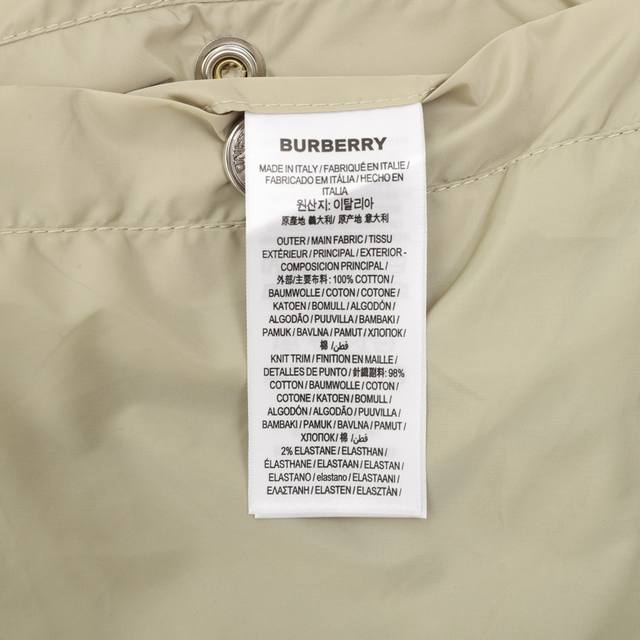 BURBERRY
MADE IN ITALY / FABRIQUÉ EN ITALIE /
FABRICADO EM ITÁLIA / HECHO EN
ITALIA
원산지: 이탈리아
原產地 義大利 / 原产地 意大利
OUTER / MAIN FABRIC / TISSU
EXTÉRIEUR / PRINCIPAL / EXTERIOR -
COMPOSICION PRINCIPAL /
外部/主要布料: 100% COTTON /
BAUMWOLLE / COTON / COTONE /
KATOEN / BOMULL / ALGODÓN /
ALGODÃO / PUUVILLA / BAMBAKI /
PAMUK / BAVLNA / PAMUT / ХЛОПОК /
棉 / قطن /
KNIT TRIM / FINITION EN MAILLE /
DETALLES DE PUNTO / 針織副料: 98%
COTTON / BAUMWOLLE / COTON /
COTONE / KATOEN / BOMULL /
ALGODÓN / ALGODÃO / PUUVILLA /
BAMBAKI / PAMUK / BAVLNA / PAMUT /
ХЛОПОК / 棉 / قطن /
2% ELASTANE / ELASTHAN /
ÉLASTHANE / ELASTAAN / ELASTAN /
ELASTANO / elastano / ELASTAANI /
ΕΛΑΣΤΑΝΗ / ELASTEN / ELASZTÁN /